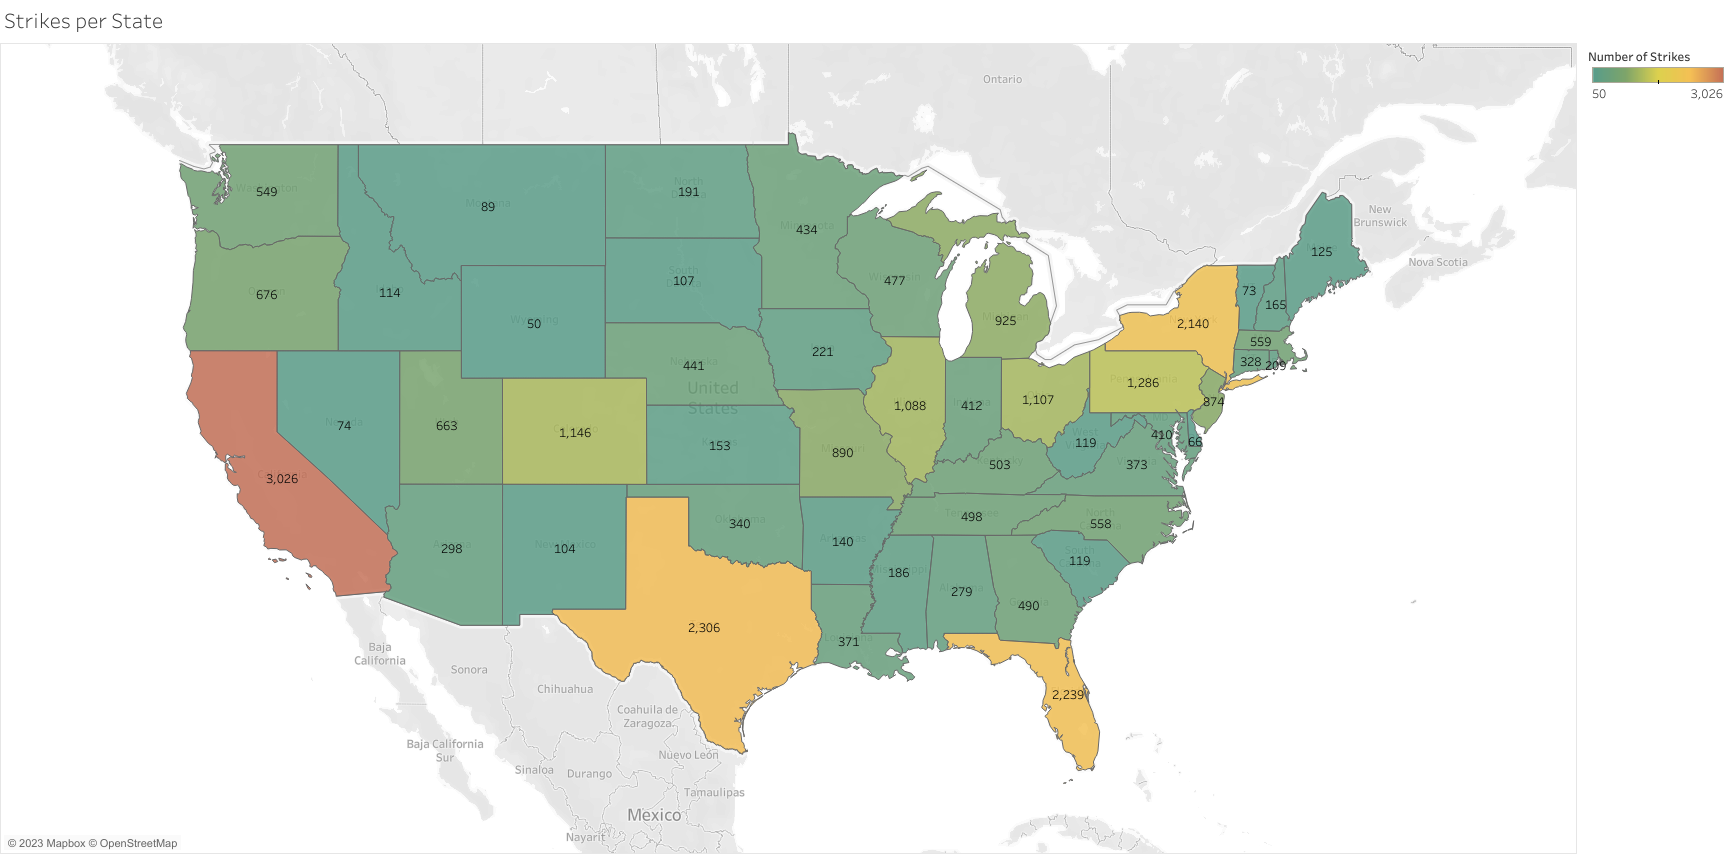 Strikes per State
Number of Strikes
50
3,026
Ontario
New
Brunswick
Nova Scotia
549
89
191
434
125
676
114
107
477
73
165
50
925
2,140
559
221
328
209
441
United
States
1,286
874
74
663
1,146
153
1,088
412
1,107
119
410
66
890
503
373
3,026
298
104
340
498
558
140
186
279
119
490
2,306
371
2,239
Baja
California
Sonora
Chihuahua
Coahuila de
Zaragoza
Baja California
Sur
Nuevo León
Sinaloa
Durango
Tamaulipas
Mexico
Nayarit
© 2023 Mapbox © OpenStreetMap